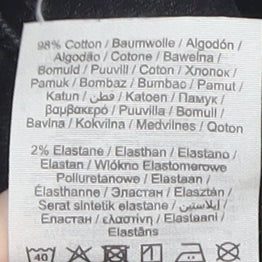 98% Cotton / Baumwolle / Algodón /
Algodão / Cotone / Bawełna /
Bomuld / Puuvill / Coton / Хлопок /
Pamuk / Bombaz / Bumbac / Pamut /
Katun / قطن / Katoen / Памук /
βαμβακερό / Puuvilla / Bomull /
Bavlna / Kokvilna / Medvilnės / Qoton
2% Elastane / Elasthan / Elastano /
Elastan / Włókno Elastomerowe
Poliuretanowe / Elastaan /
Élasthanne / Эластан / Elasztán /
Serat sintetik elastane / إيلاستين /
Еластан / ελαστίνη / Elastaani /
Elastāns
40